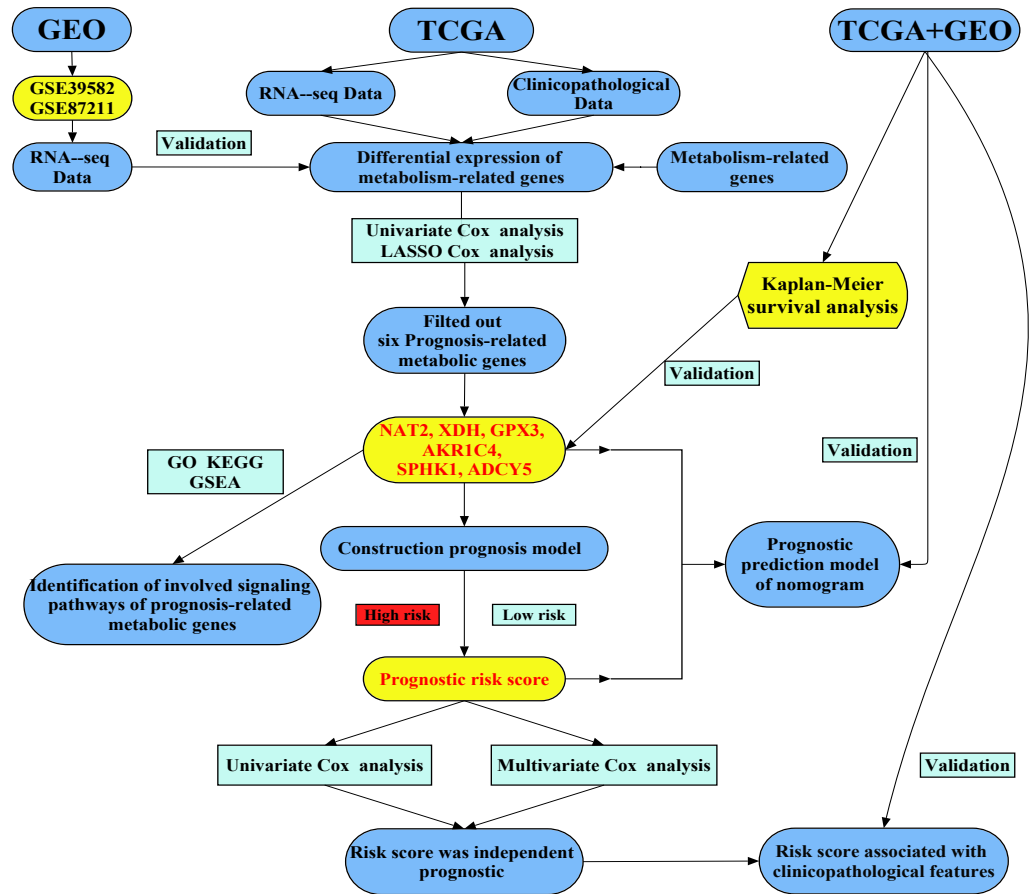 GEO
TCGA
TCGA+GEO
GSE39582
GSE87211
RNA--seq Data
Clinicopathological
Data
Validation
RNA--seq
Data
Differential expression of
metabolism-related genes
Metabolism-related
genes
Univariate Cox analysis
LASSO Cox analysis
Kaplan-Meier
survival analysis
Filted out
six Prognosis-related
metabolic genes
Validation
NAT2, XDH, GPX3,
AKR1C4,
SPHK1, ADCY5
GO KEGG
GSEA
Validation
Construction prognosis model
Prognostic
prediction model
of nomogram
Identification of involved signaling
pathways of prognosis-related
metabolic genes
High risk
Low risk
Prognostic risk score
Univariate Cox analysis
Multivariate Cox analysis
Validation
Risk score was independent
prognostic
Risk score associated with
clinicopathological features